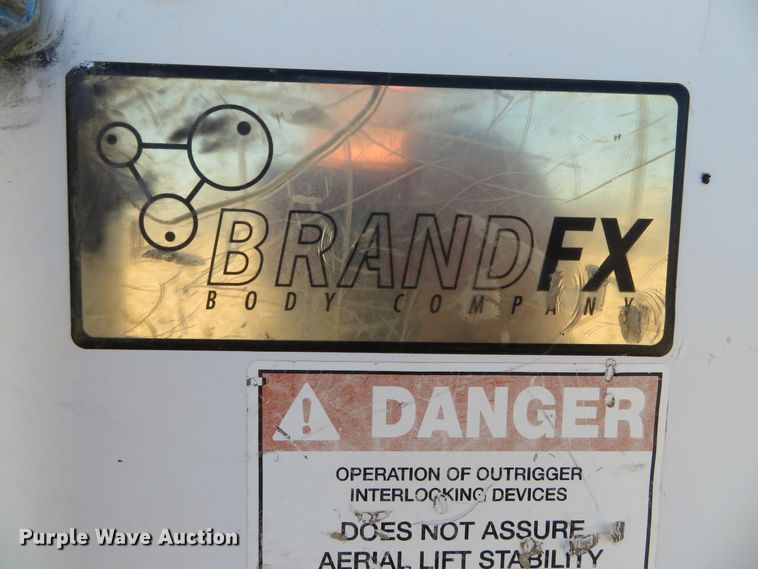 BRANDFX
BODY COMPANY
DANGER
OPERATION OF OUTRIGGER
INTERLOCKING DEVICES
DOES NOT ASSURE
AERIAL LIFT STABILITY
Purple Wave Auction